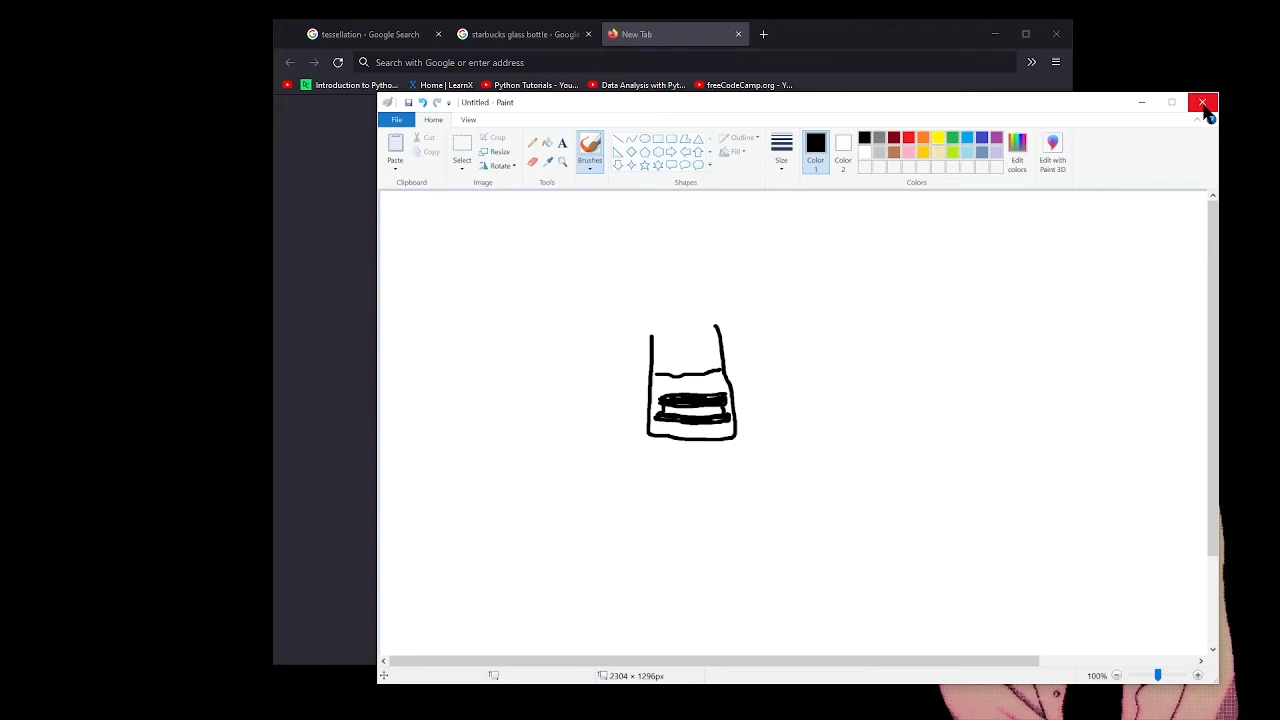 tessellation - Google Search
starbucks glass bottle - Google
New Tab
Search with Google or enter address
Introduction to Pytho...
Home | LearnX
Python Tutorials - You...
Data Analysis with Pyt...
freeCodeCamp.org - Y...
Untitled - Paint
File Home View
Paste
Cut
Copy
Clipboard
Select
Crop
Resize
Rotate
Image
Tools
Brushes
Outline
Fill
Shapes
Size
Color 1
Color 2
Edit colors
Colors
Edit with Paint 3D
2304 × 1296px
100%